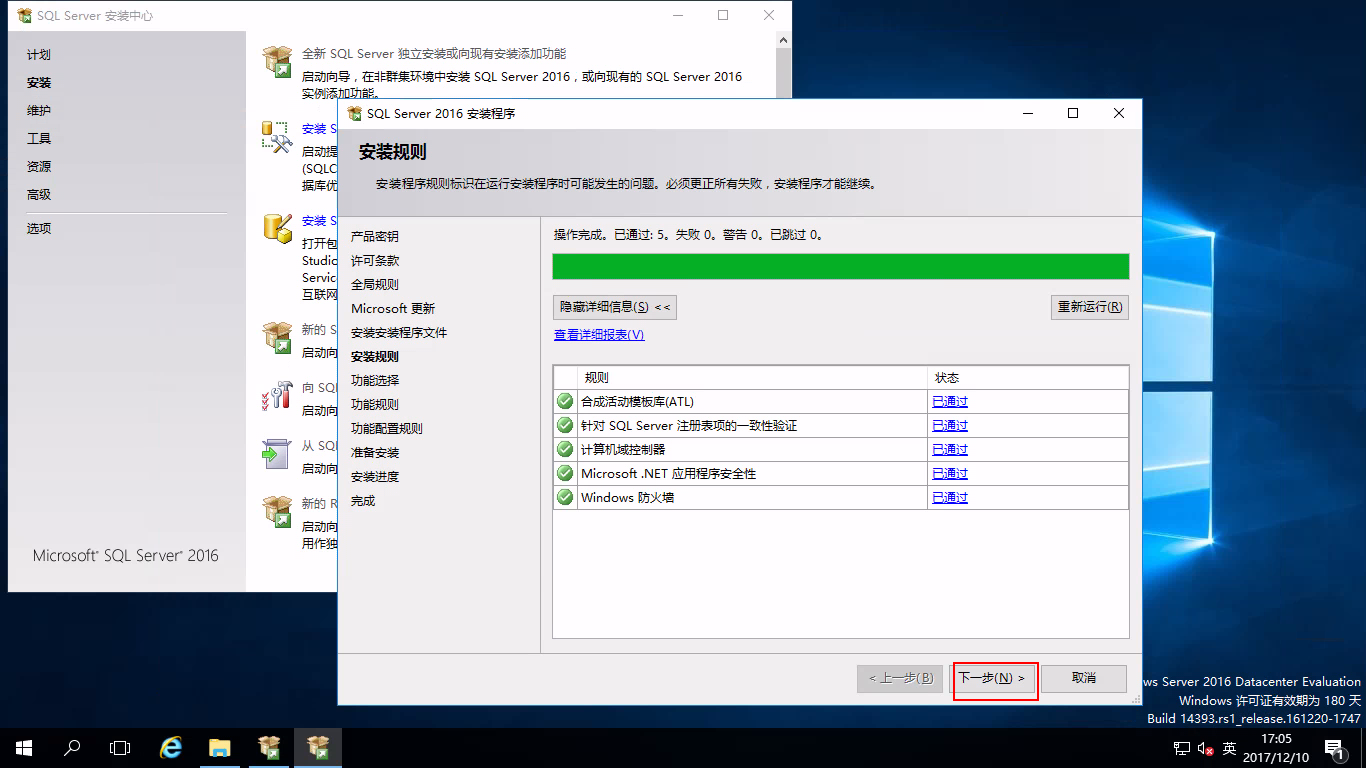 SQL Server 安装中心
计划
安装
维护
工具
资源
高级
选项
Microsoft® SQL Server® 2016
全新 SQL Server 独立安装或向现有安装添加功能
启动向导，在非群集环境中安装 SQL Server 2016，或向现有的 SQL Server 2016
实例添加功能。
安装 S
启动提
(SQLC
据库优
安装 S
打开包
Studio
Service
互联网
新的 S
启动向
向 SQL
启动向
从 SQL
启动向
新的 R
启动向
用作独
SQL Server 2016 安装程序
安装规则
安装程序规则标识在运行安装程序时可能发生的问题。必须更正所有失败，安装程序才能继续。
产品密钥
许可条款
全局规则
Microsoft 更新
安装安装程序文件
安装规则
功能选择
功能规则
功能配置规则
准备安装
安装进度
完成
操作完成。已通过: 5。失败 0。警告 0。已跳过 0。
隐藏详细信息(S) <<
重新运行(R)
查看详细报表(V)
规则 状态
合成活动模板库(ATL) 已通过
针对 SQL Server 注册表项的一致性验证 已通过
计算机域控制器 已通过
Microsoft .NET 应用程序安全性 已通过
Windows 防火墙 已通过
< 上一步(B) 下一步(N) > 取消
ws Server 2016 Datacenter Evaluation
Windows 许可证有效期为 180 天
Build 14393.rs1_release.161220-1747
英
17:05
2017/12/10
1